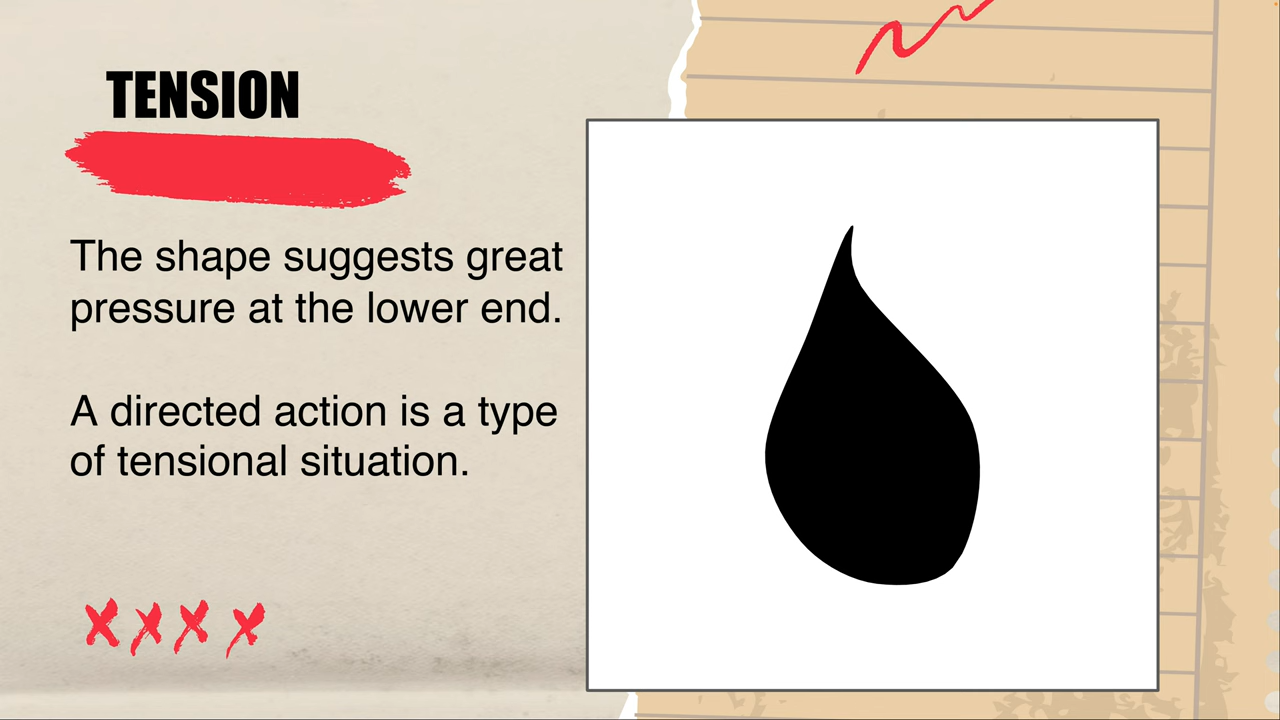 TENSION
The shape suggests great
pressure at the lower end.
A directed action is a type
of tensional situation.